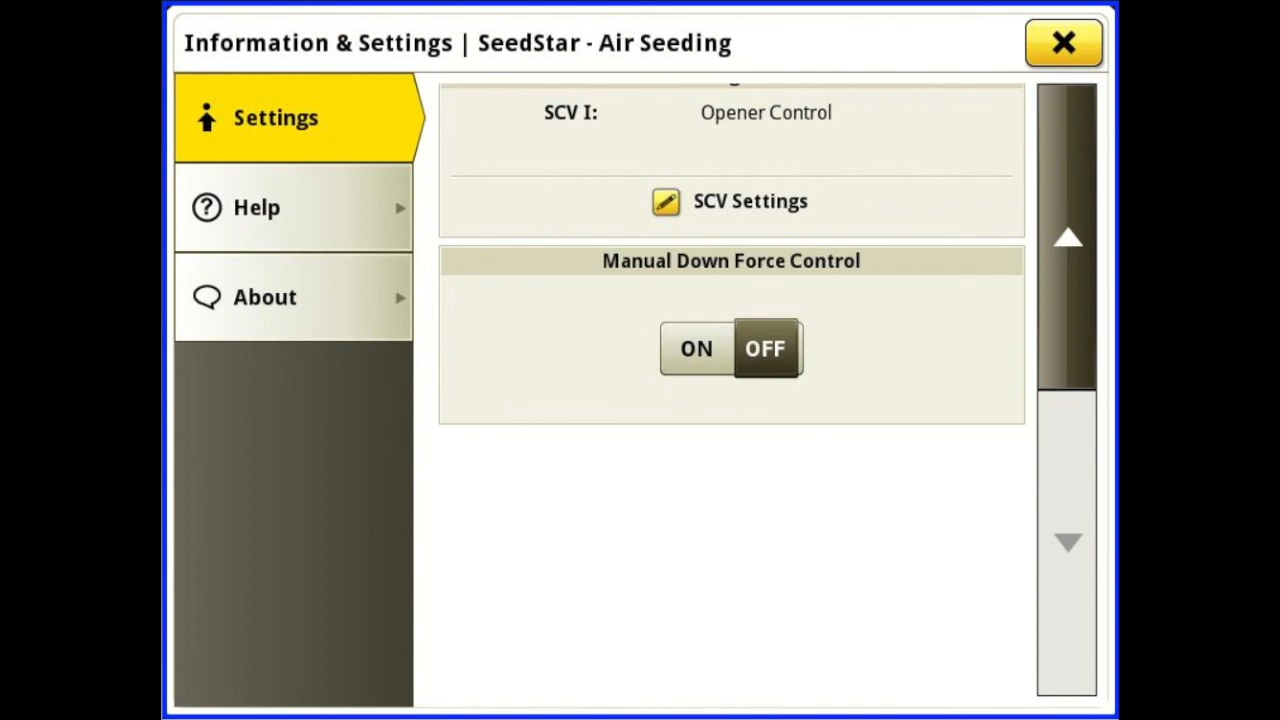 Information & Settings | SeedStar - Air Seeding
Settings
SCV I: Opener Control
SCV Settings
Help
Manual Down Force Control
About
ON OFF